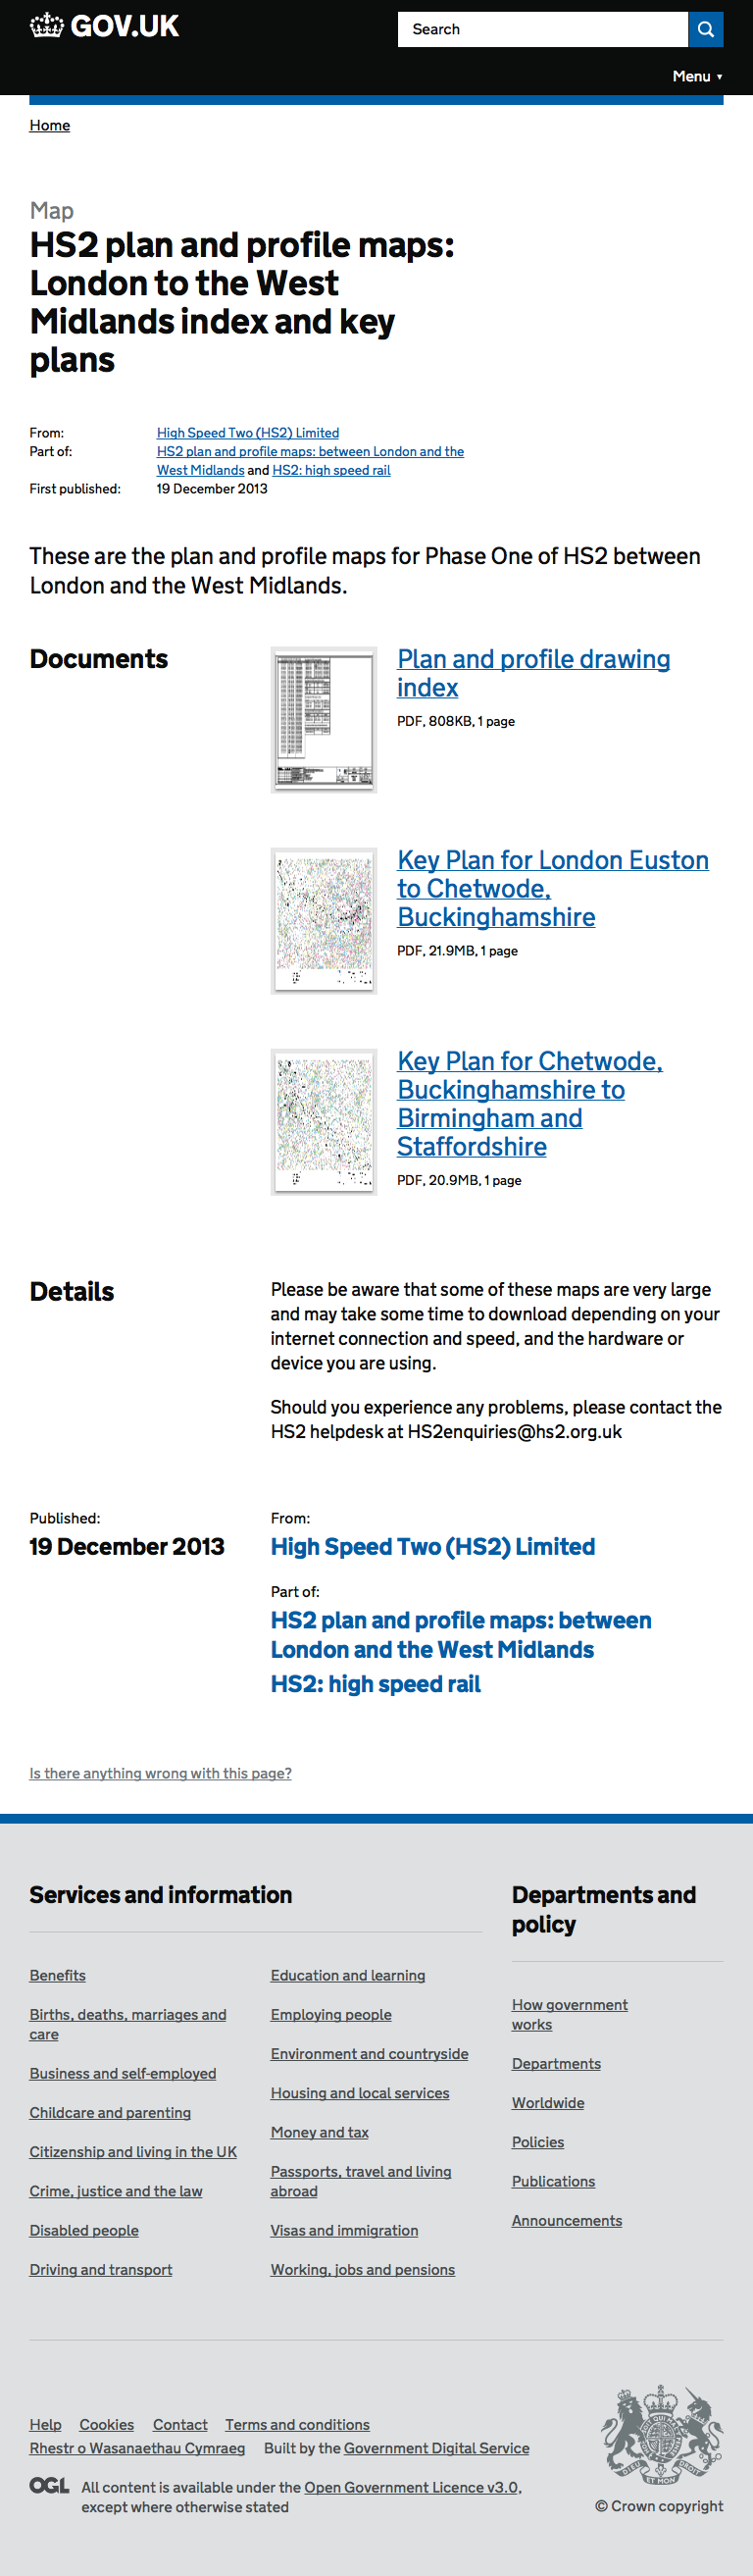 GOV.UK
Search
Menu ▼
Home
Map
HS2 plan and profile maps:
London to the West
Midlands index and key
plans
From: High Speed Two (HS2) Limited
Part of: HS2 plan and profile maps: between London and the
West Midlands and HS2: high speed rail
First published: 19 December 2013
These are the plan and profile maps for Phase One of HS2 between
London and the West Midlands.
Documents
Plan and profile drawing
index
PDF, 808KB, 1 page
Key Plan for London Euston
to Chetwode,
Buckinghamshire
PDF, 21.9MB, 1 page
Key Plan for Chetwode,
Buckinghamshire to
Birmingham and
Staffordshire
PDF, 20.9MB, 1 page
Details
Please be aware that some of these maps are very large
and may take some time to download depending on your
internet connection and speed, and the hardware or
device you are using.
Should you experience any problems, please contact the
HS2 helpdesk at HS2enquiries@hs2.org.uk
Published:
19 December 2013
From:
High Speed Two (HS2) Limited
Part of:
HS2 plan and profile maps: between
London and the West Midlands
HS2: high speed rail
Is there anything wrong with this page?
Services and information
Benefits
Births, deaths, marriages and
care
Business and self-employed
Childcare and parenting
Citizenship and living in the UK
Crime, justice and the law
Disabled people
Driving and transport
Education and learning
Employing people
Environment and countryside
Housing and local services
Money and tax
Passports, travel and living
abroad
Visas and immigration
Working, jobs and pensions
Departments and
policy
How government
works
Departments
Worldwide
Policies
Publications
Announcements
Help Cookies Contact Terms and conditions
Rhestr o Wasanaethau Cymraeg Built by the Government Digital Service
OGL All content is available under the Open Government Licence v3.0,
except where otherwise stated
DIEU ET MON DROIT
© Crown copyright